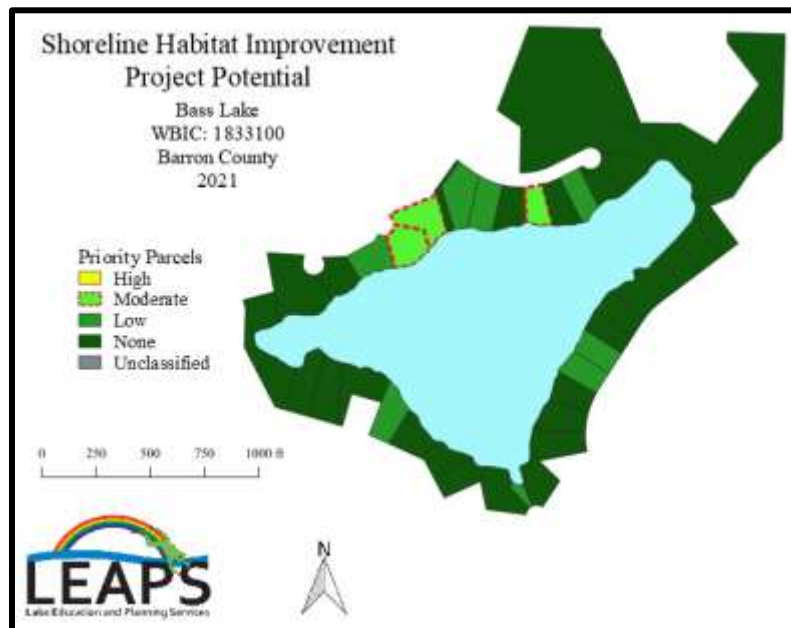 Shoreline Habitat Improvement
Project Potential
Bass Lake
WBIC: 1833100
Barron County
2021
Priority Parcels
High
Moderate
Low
None
Unclassified
0 250 500 750 1000 ft
LEAPS
Lake Education and Planning Services
N